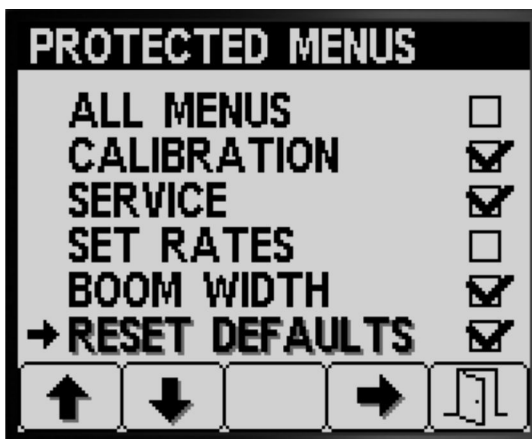 PROTECTED MENUS
ALL MENUS
CALIBRATION
SERVICE
SET RATES
BOOM WIDTH
RESET DEFAULTS